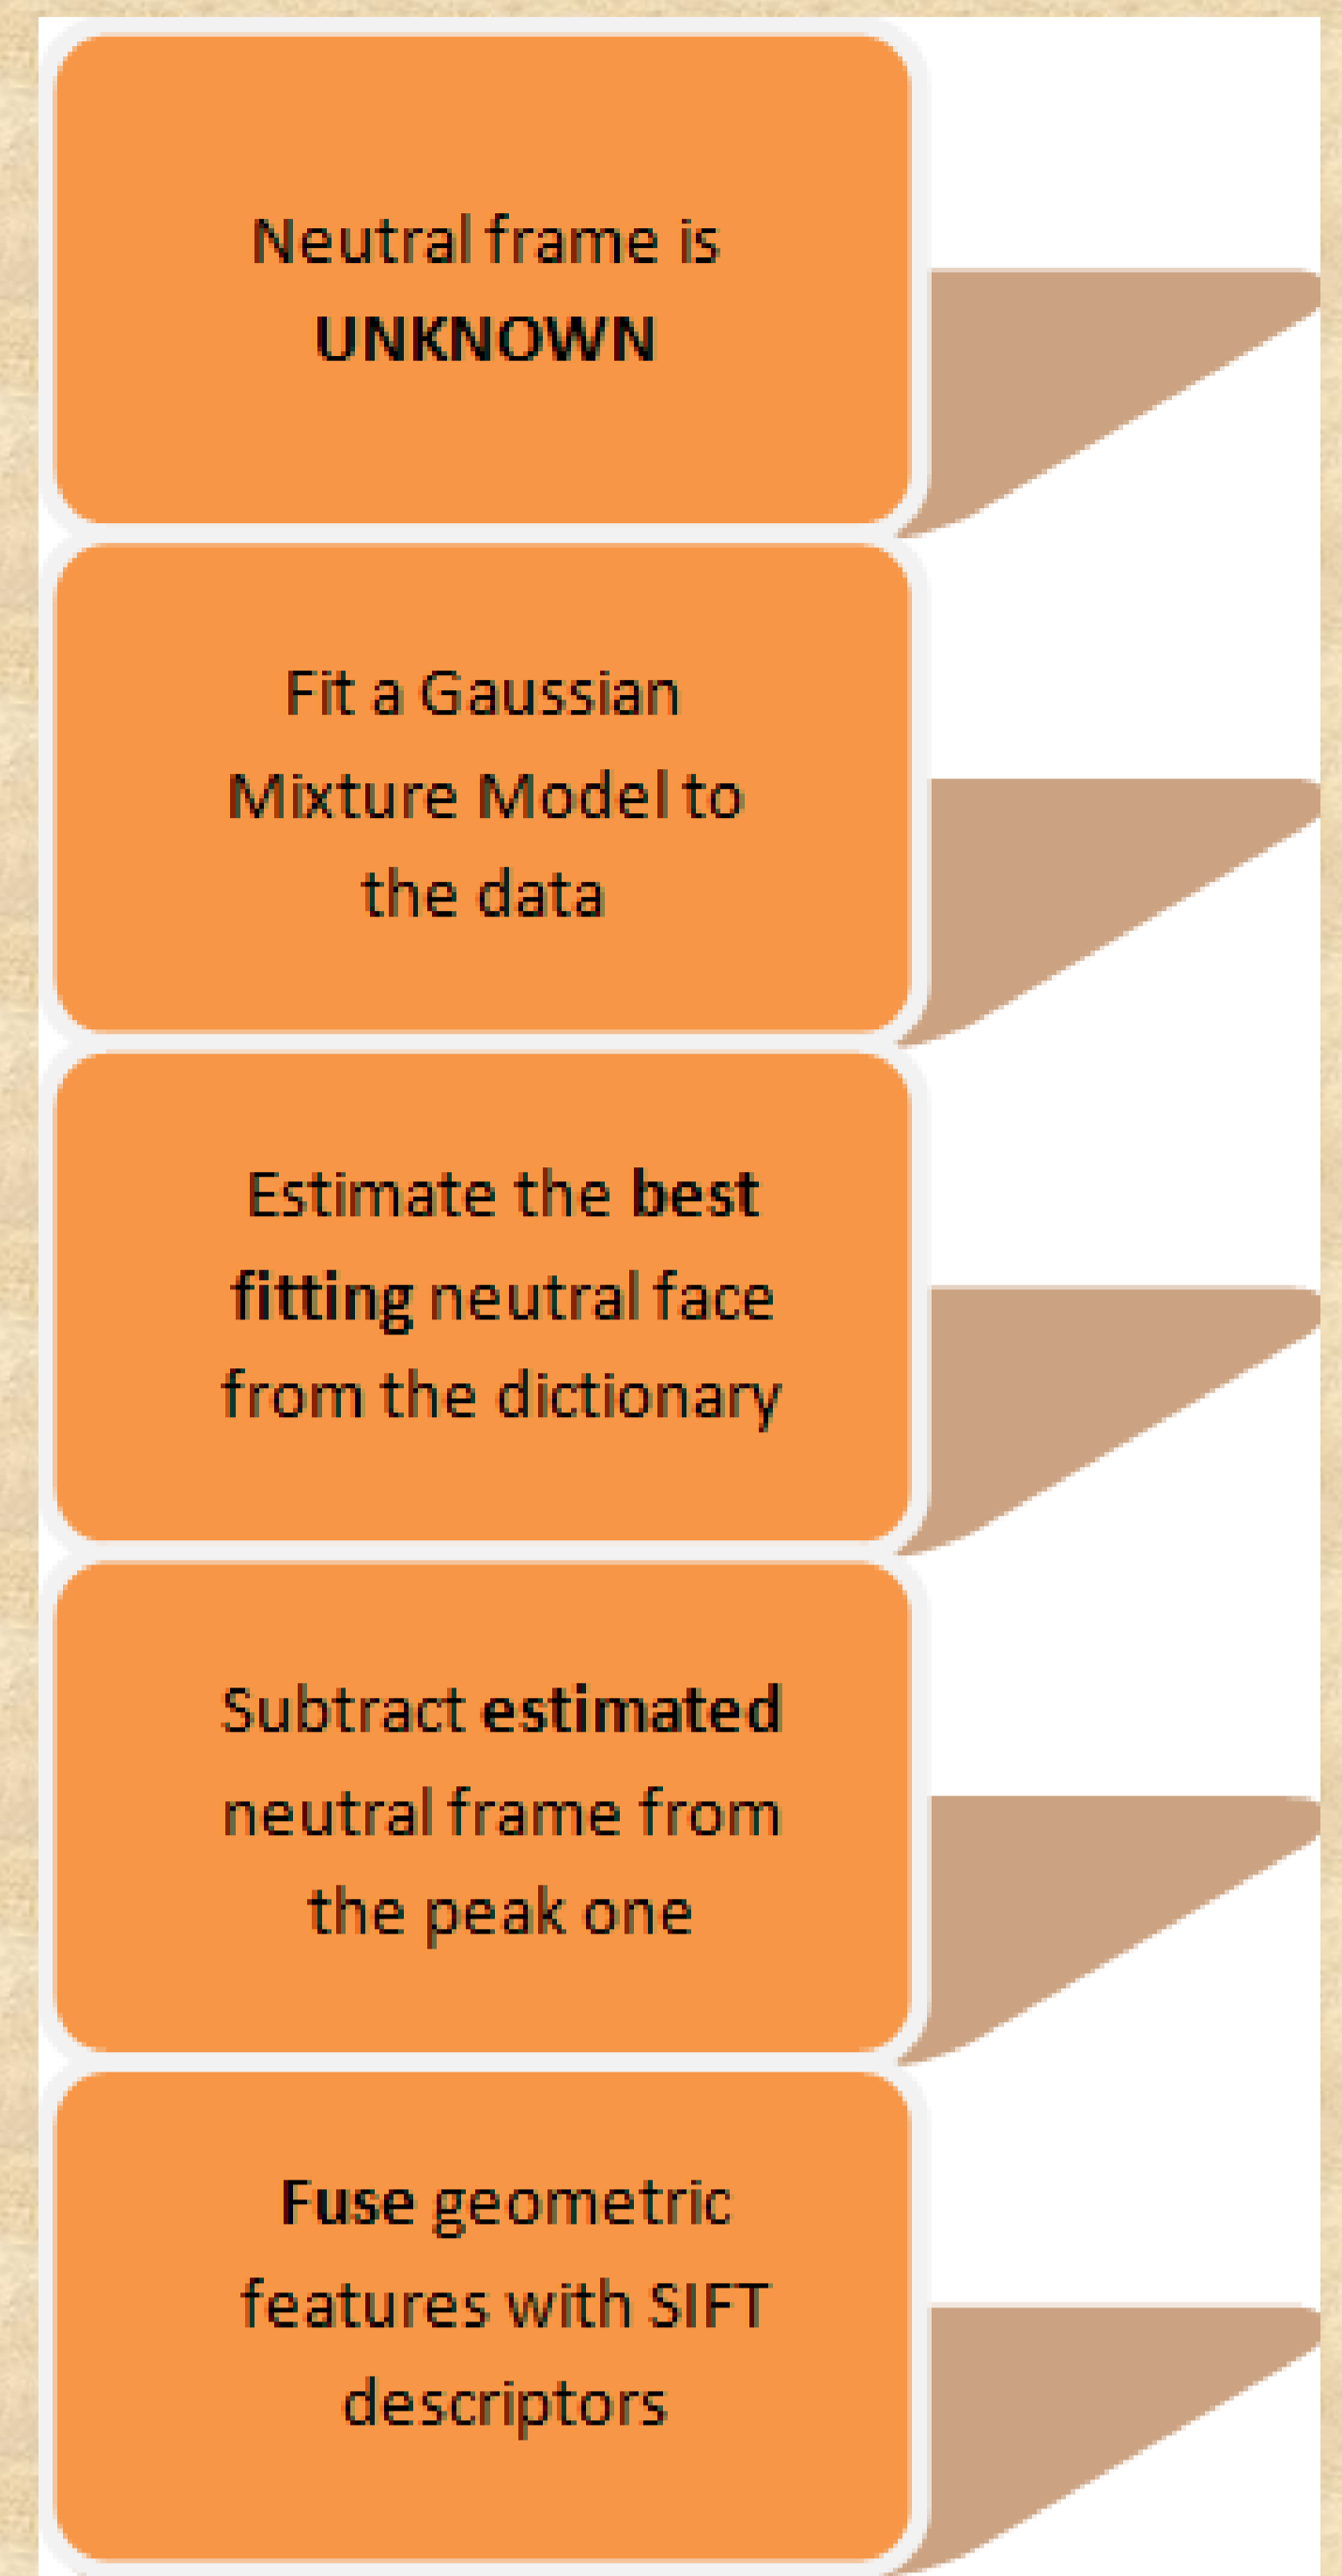 Neutral frame is
UNKNOWN
Fit a Gaussian
Mixture Model to
the data
Estimate the best
fitting neutral face
from the dictionary
Subtract estimated
neutral frame from
the peak one
Fuse geometric
features with SIFT
descriptors